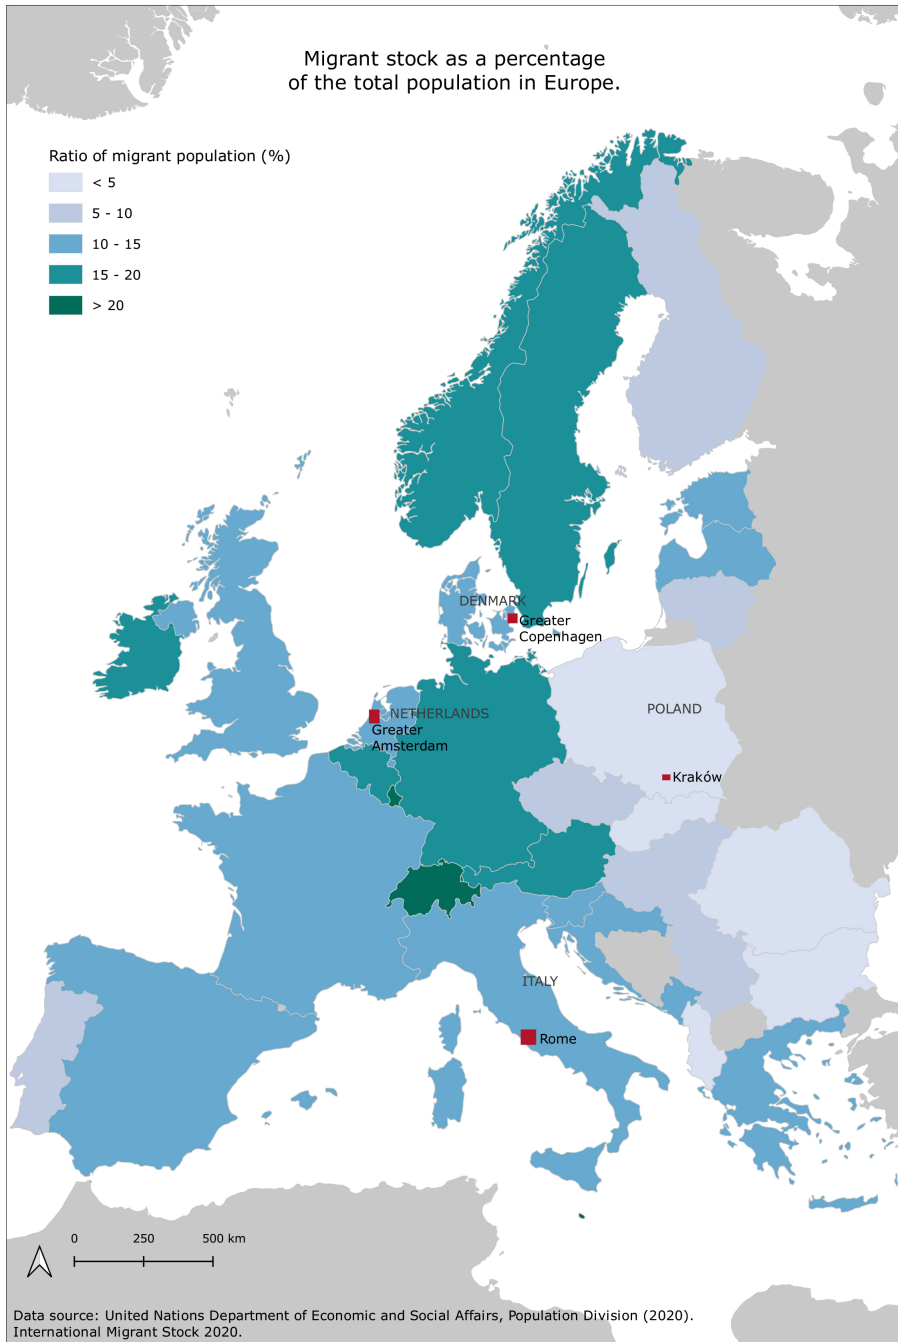 Migrant stock as a percentage
of the total population in Europe.
Ratio of migrant population (%)
< 5
5 - 10
10 - 15
15 - 20
> 20
DENMARK
Greater
Copenhagen
NETHERLANDS
Greater
Amsterdam
POLAND
Kraków
ITALY
Rome
0 250 500 km
Data source: United Nations Department of Economic and Social Affairs, Population Division (2020).
International Migrant Stock 2020.